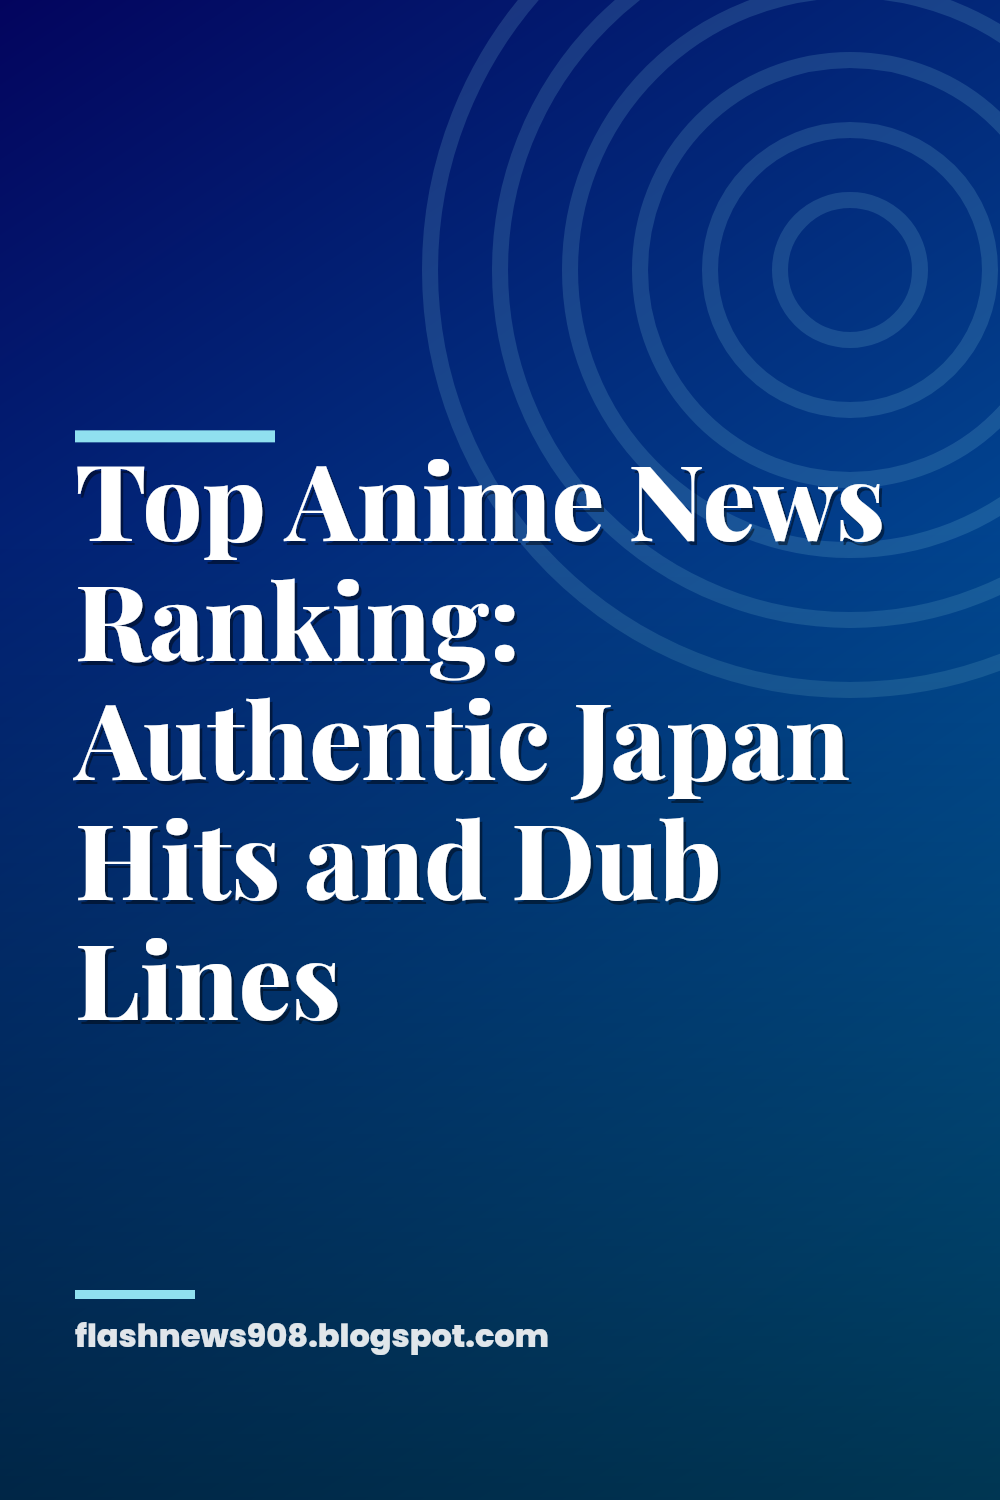 Top Anime News
Ranking:
Authentic Japan
Hits and Dub
Lines
flashnews908.blogspot.com